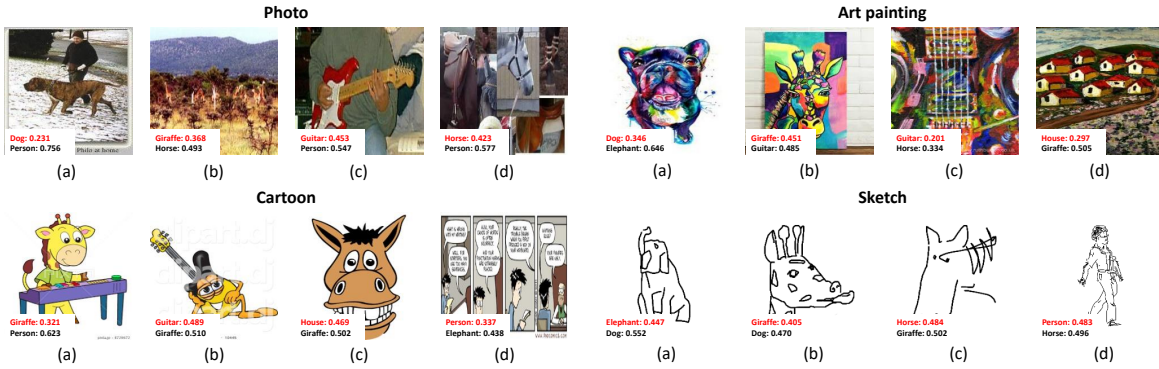 Photo
Art painting
Dog: 0.231
Person: 0.756
Philo at home
(a)
Giraffe: 0.368
Horse: 0.493
(b)
Guitar: 0.453
Person: 0.547
(c)
Horse: 0.423
Person: 0.577
(d)
Dog: 0.346
Elephant: 0.646
(a)
Giraffe: 0.451
Guitar: 0.485
(b)
Guitar: 0.201
Horse: 0.334
(c)
House: 0.297
Giraffe: 0.505
(d)
Cartoon
Sketch
Giraffe: 0.321
Person: 0.623
(a)
clipart.dj
Guitar: 0.489
Giraffe: 0.510
(b)
House: 0.469
Giraffe: 0.502
(c)
Person: 0.337
Elephant: 0.438
(d)
Elephant: 0.447
Dog: 0.552
(a)
Giraffe: 0.405
Dog: 0.470
(b)
Horse: 0.484
Giraffe: 0.502
(c)
Person: 0.483
Horse: 0.496
(d)